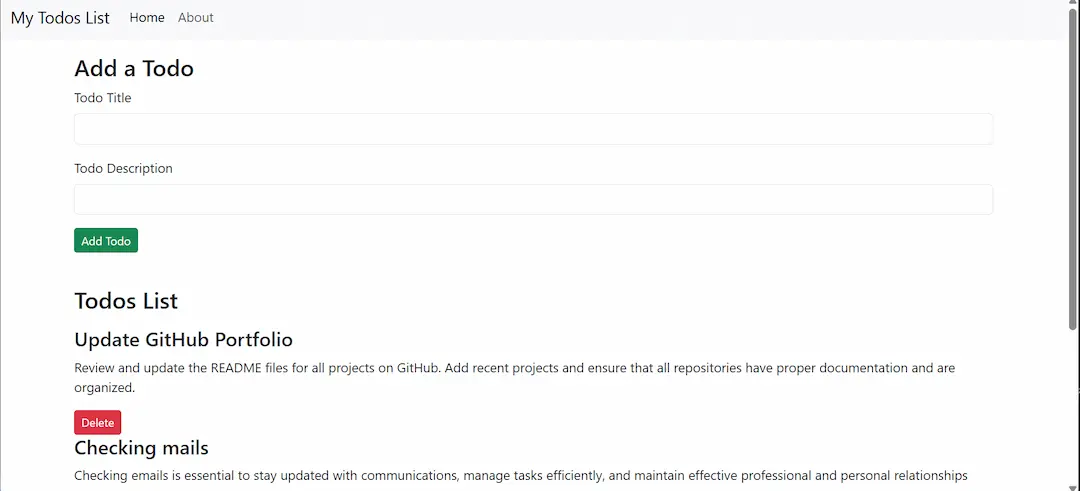 My Todos List Home About
Add a Todo
Todo Title
Todo Description
Add Todo
Todos List
Update GitHub Portfolio
Review and update the README files for all projects on GitHub. Add recent projects and ensure that all repositories have proper documentation and are
organized.
Delete
Checking mails
Checking emails is essential to stay updated with communications, manage tasks efficiently, and maintain effective professional and personal relationships